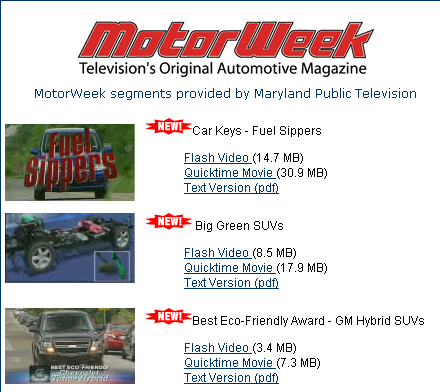 MotorWeek
Television's Original Automotive Magazine
MotorWeek segments provided by Maryland Public Television
Fuel Sippers
NEW!
Car Keys - Fuel Sippers
Flash Video (14.7 MB)
Quicktime Movie (30.9 MB)
Text Version (pdf)
NEW!
Big Green SUVs
Flash Video (8.5 MB)
Quicktime Movie (17.9 MB)
Text Version (pdf)
BEST ECO-FRIENDLY
Chevrolet
Tahoe Hybrid
NEW!
Best Eco-Friendly Award - GM Hybrid SUVs
Flash Video (3.4 MB)
Quicktime Movie (7.3 MB)
Text Version (pdf)